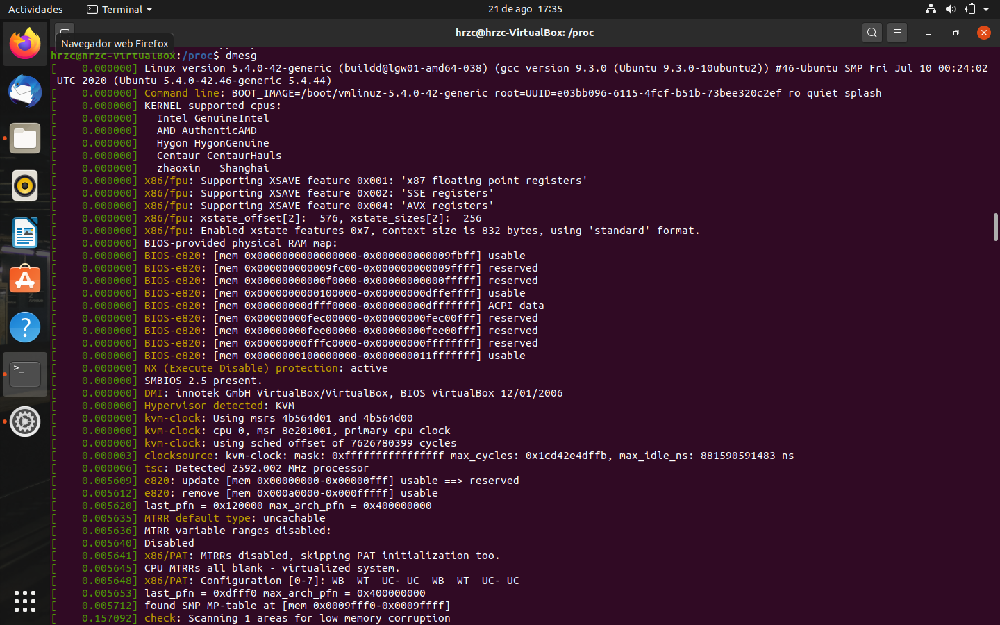 Actividades
Terminal
21 de ago 17:35
hrzc@hrzc-VirtualBox: /proc
Navegador web Firefox
hrzc@hrzc-VirtualBox:/proc$ dmesg
[    0.000000] Linux version 5.4.0-42-generic (buildd@lgw01-amd64-038) (gcc version 9.3.0 (Ubuntu 9.3.0-10ubuntu2)) #46-Ubuntu SMP Fri Jul 10 00:24:02
 UTC 2020 (Ubuntu 5.4.0-42.46-generic 5.4.44)
[    0.000000] Command line: BOOT_IMAGE=/boot/vmlinuz-5.4.0-42-generic root=UUID=e03bb096-6115-4fcf-b51b-73bee320c2ef ro quiet splash
[    0.000000] KERNEL supported cpus:
[    0.000000]   Intel GenuineIntel
[    0.000000]   AMD AuthenticAMD
[    0.000000]   Hygon HygonGenuine
[    0.000000]   Centaur CentaurHauls
[    0.000000]   zhaoxin   Shanghai
[    0.000000] x86/fpu: Supporting XSAVE feature 0x001: 'x87 floating point registers'
[    0.000000] x86/fpu: Supporting XSAVE feature 0x002: 'SSE registers'
[    0.000000] x86/fpu: Supporting XSAVE feature 0x004: 'AVX registers'
[    0.000000] x86/fpu: xstate_offset[2]:  576, xstate_sizes[2]:  256
[    0.000000] x86/fpu: Enabled xstate features 0x7, context size is 832 bytes, using 'standard' format.
[    0.000000] BIOS-provided physical RAM map:
[    0.000000] BIOS-e820: [mem 0x0000000000000000-0x000000000009fbff] usable
[    0.000000] BIOS-e820: [mem 0x000000000009fc00-0x000000000009ffff] reserved
[    0.000000] BIOS-e820: [mem 0x00000000000f0000-0x00000000000fffff] reserved
[    0.000000] BIOS-e820: [mem 0x0000000000100000-0x00000000dffeffff] usable
[    0.000000] BIOS-e820: [mem 0x00000000dfff0000-0x00000000dfffffff] ACPI data
[    0.000000] BIOS-e820: [mem 0x00000000fec00000-0x00000000fec00fff] reserved
[    0.000000] BIOS-e820: [mem 0x00000000fee00000-0x00000000fee00fff] reserved
[    0.000000] BIOS-e820: [mem 0x00000000fffc0000-0x00000000ffffffff] reserved
[    0.000000] BIOS-e820: [mem 0x0000000100000000-0x000000011fffffff] usable
[    0.000000] NX (Execute Disable) protection: active
[    0.000000] SMBIOS 2.5 present.
[    0.000000] DMI: innotek GmbH VirtualBox/VirtualBox, BIOS VirtualBox 12/01/2006
[    0.000000] Hypervisor detected: KVM
[    0.000000] kvm-clock: Using msrs 4b564d01 and 4b564d00
[    0.000000] kvm-clock: cpu 0, msr 8e201001, primary cpu clock
[    0.000000] kvm-clock: using sched offset of 7626780399 cycles
[    0.000003] clocksource: kvm-clock: mask: 0xffffffffffffffff max_cycles: 0x1cd42e4dffb, max_idle_ns: 881590591483 ns
[    0.000006] tsc: Detected 2592.002 MHz processor
[    0.005609] e820: update [mem 0x00000000-0x00000fff] usable ==> reserved
[    0.005612] e820: remove [mem 0x000a0000-0x000fffff] usable
[    0.005620] last_pfn = 0x120000 max_arch_pfn = 0x400000000
[    0.005635] MTRR default type: uncachable
[    0.005636] MTRR variable ranges disabled:
[    0.005640] Disabled
[    0.005641] x86/PAT: MTRRs disabled, skipping PAT initialization too.
[    0.005645] CPU MTRRs all blank - virtualized system.
[    0.005648] x86/PAT: Configuration [0-7]: WB  WT  UC- UC  WB  WT  UC- UC
[    0.005653] last_pfn = 0xdfff0 max_arch_pfn = 0x400000000
[    0.005712] found SMP MP-table at [mem 0x0009fff0-0x0009ffff]
[    0.157092] check: Scanning 1 areas for low memory corruption